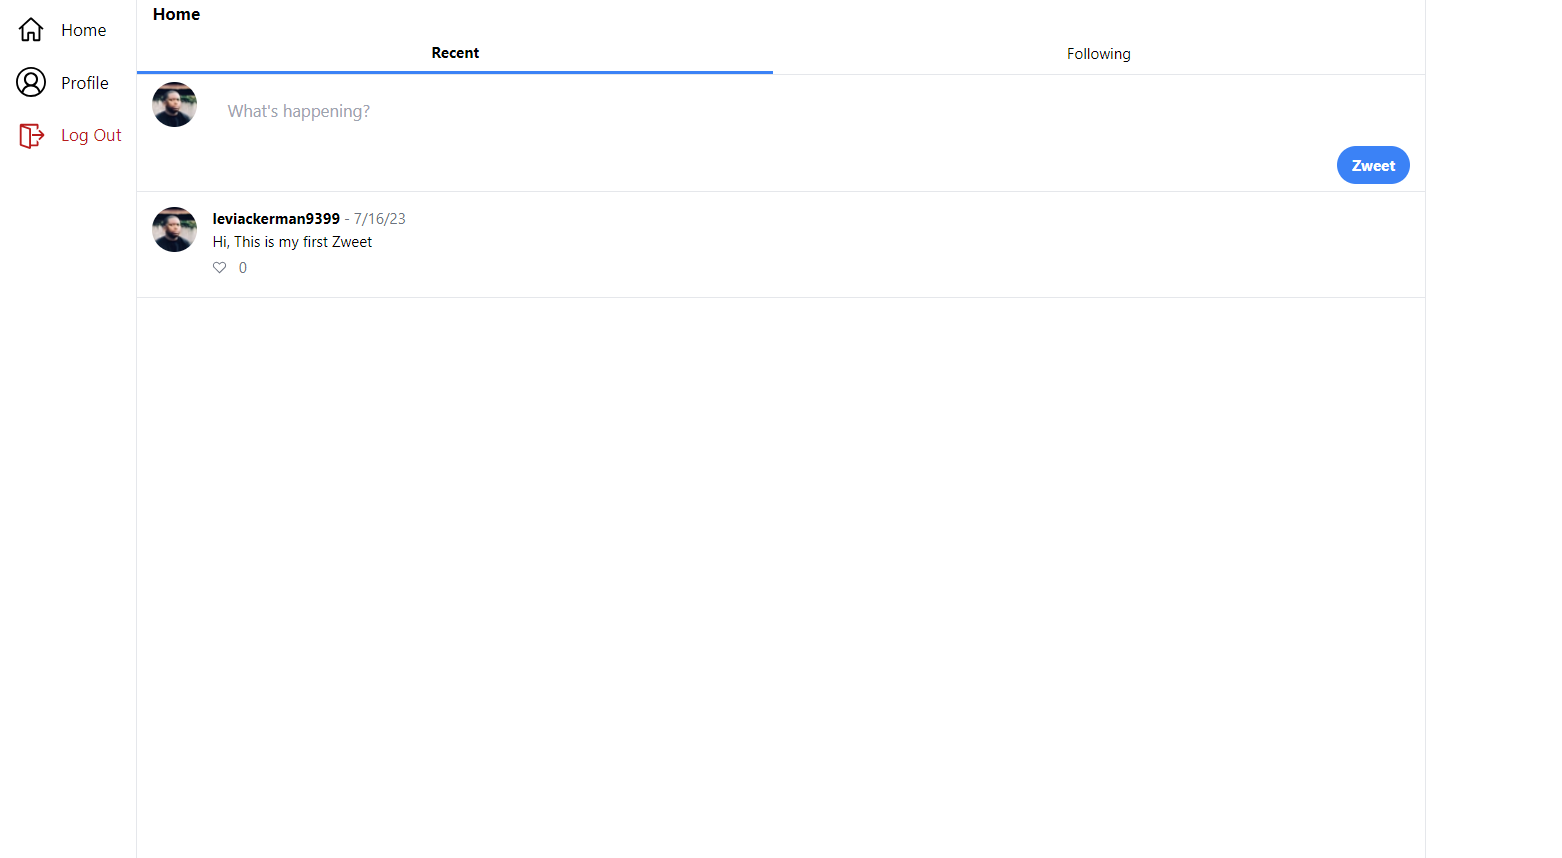 Home
Profile
Log Out
Home
Recent
Following
What's happening?
Zweet
leviackerman9399 - 7/16/23
Hi, This is my first Zweet
0